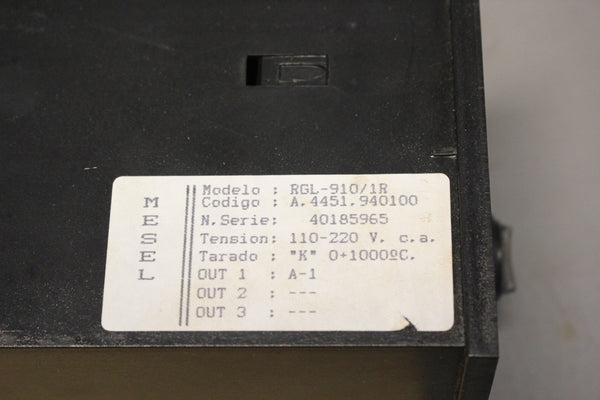 MESEL
Modelo : RGL-910/1R
Codigo : A.4451.940100
N.Serie: 40185965
Tension: 110-220 V. c.a.
Tarado : "K" 0+1000ºC.
OUT 1 : A-1
OUT 2 : ---
OUT 3 : ---